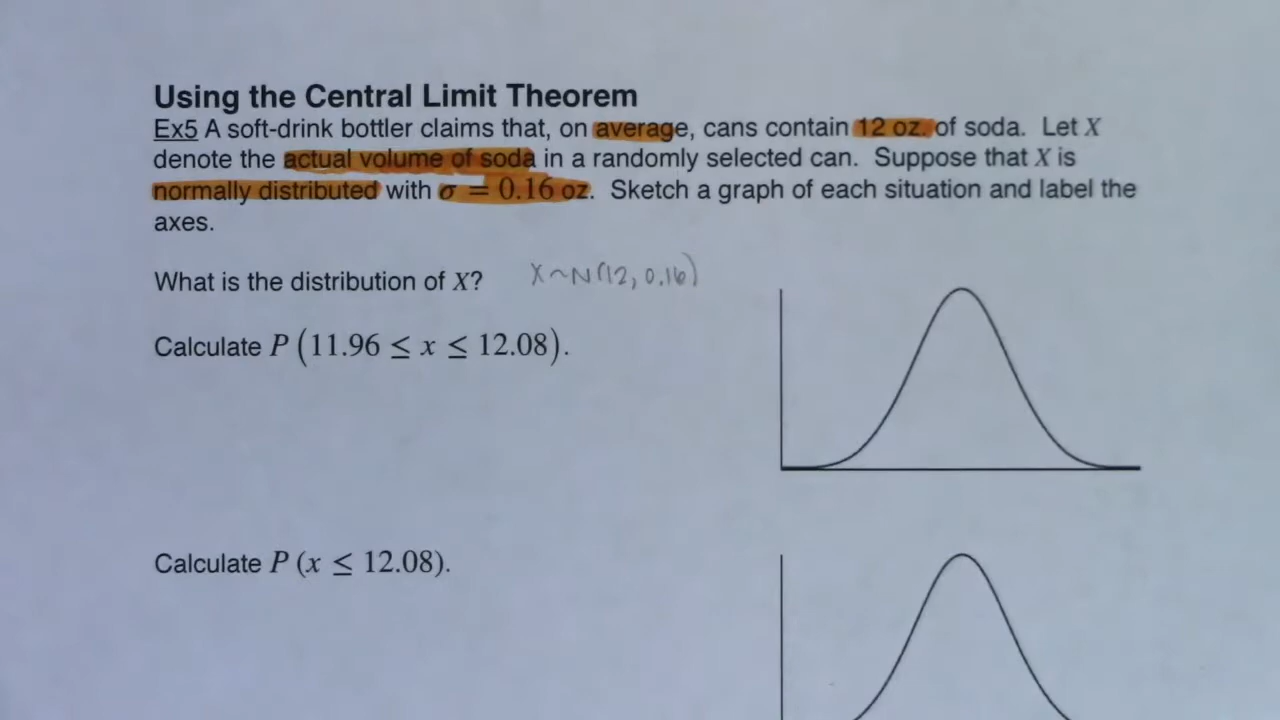 Using the Central Limit Theorem
Ex5 A soft-drink bottler claims that, on average, cans contain 12 oz. of soda. Let X
denote the actual volume of soda in a randomly selected can. Suppose that X is
normally distributed with σ = 0.16 oz. Sketch a graph of each situation and label the
axes.
What is the distribution of X? X~N(12, 0.16)
Calculate P (11.96 ≤ x ≤ 12.08).
Calculate P (x ≤ 12.08).